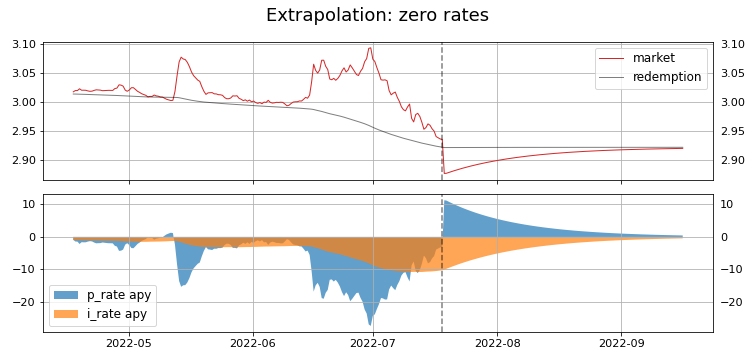 Extrapolation: zero rates
3.10 3.10
market
redemption
3.05 3.05
3.00 3.00
2.95 2.95
2.90 2.90
10 10
0 0
−10 −10
−20 −20
p_rate apy
i_rate apy
2022-05 2022-06 2022-07 2022-08 2022-09